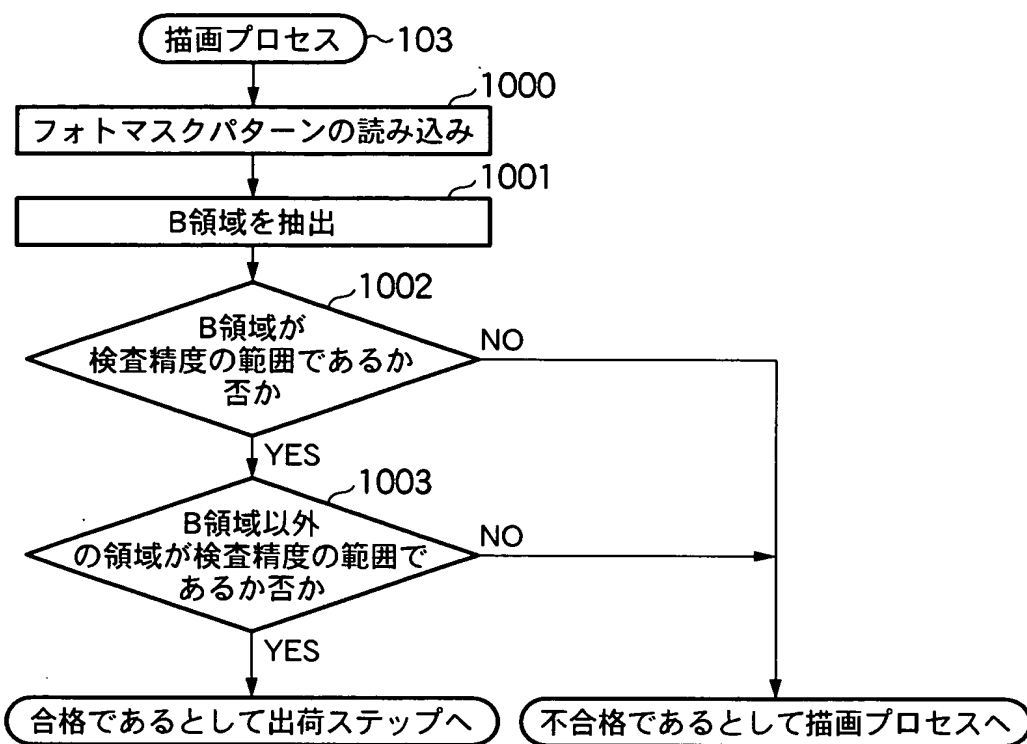 描画プロセス 103
1000
フォトマスクパターンの読み込み
1001
B領域を抽出
1002
B領域が
検査精度の範囲であるか
否か
NO
YES
1003
B領域以外
の領域が検査精度の範囲で
あるか否か
NO
YES
合格であるとして出荷ステップへ
不合格であるとして描画プロセスへ